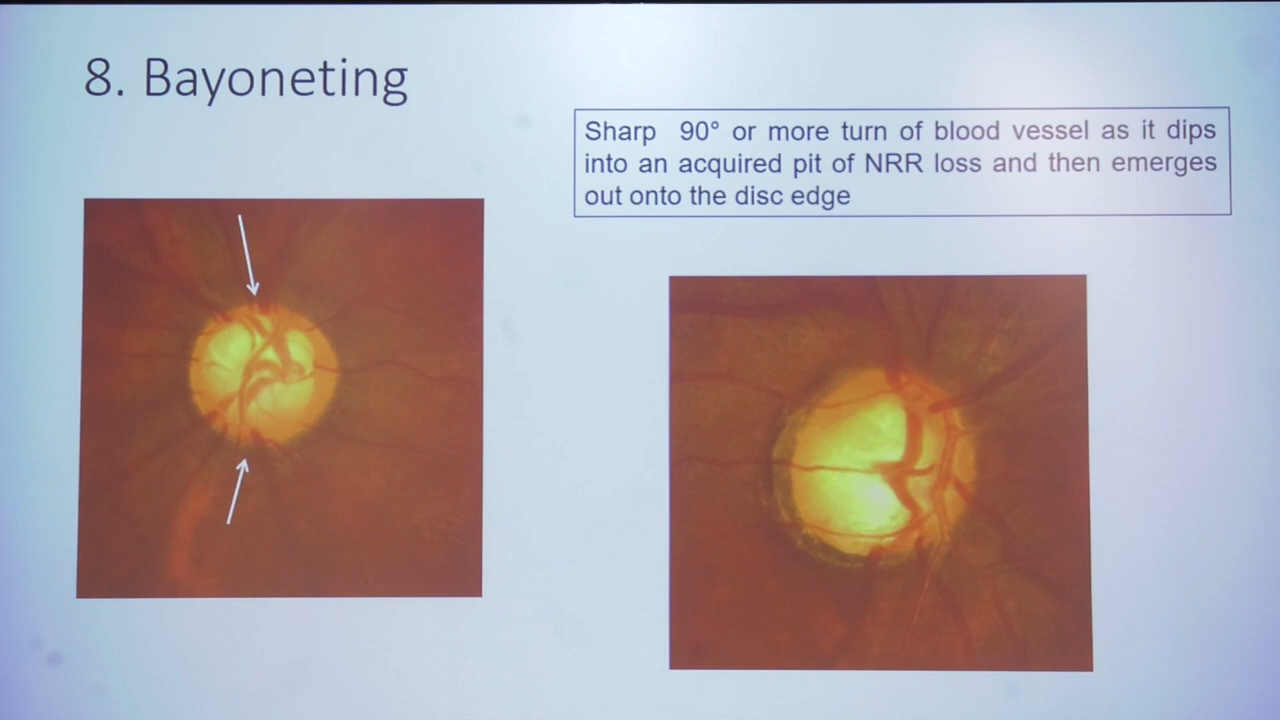 8. Bayoneting
Sharp 90° or more turn of blood vessel as it dips
into an acquired pit of NRR loss and then emerges
out onto the disc edge